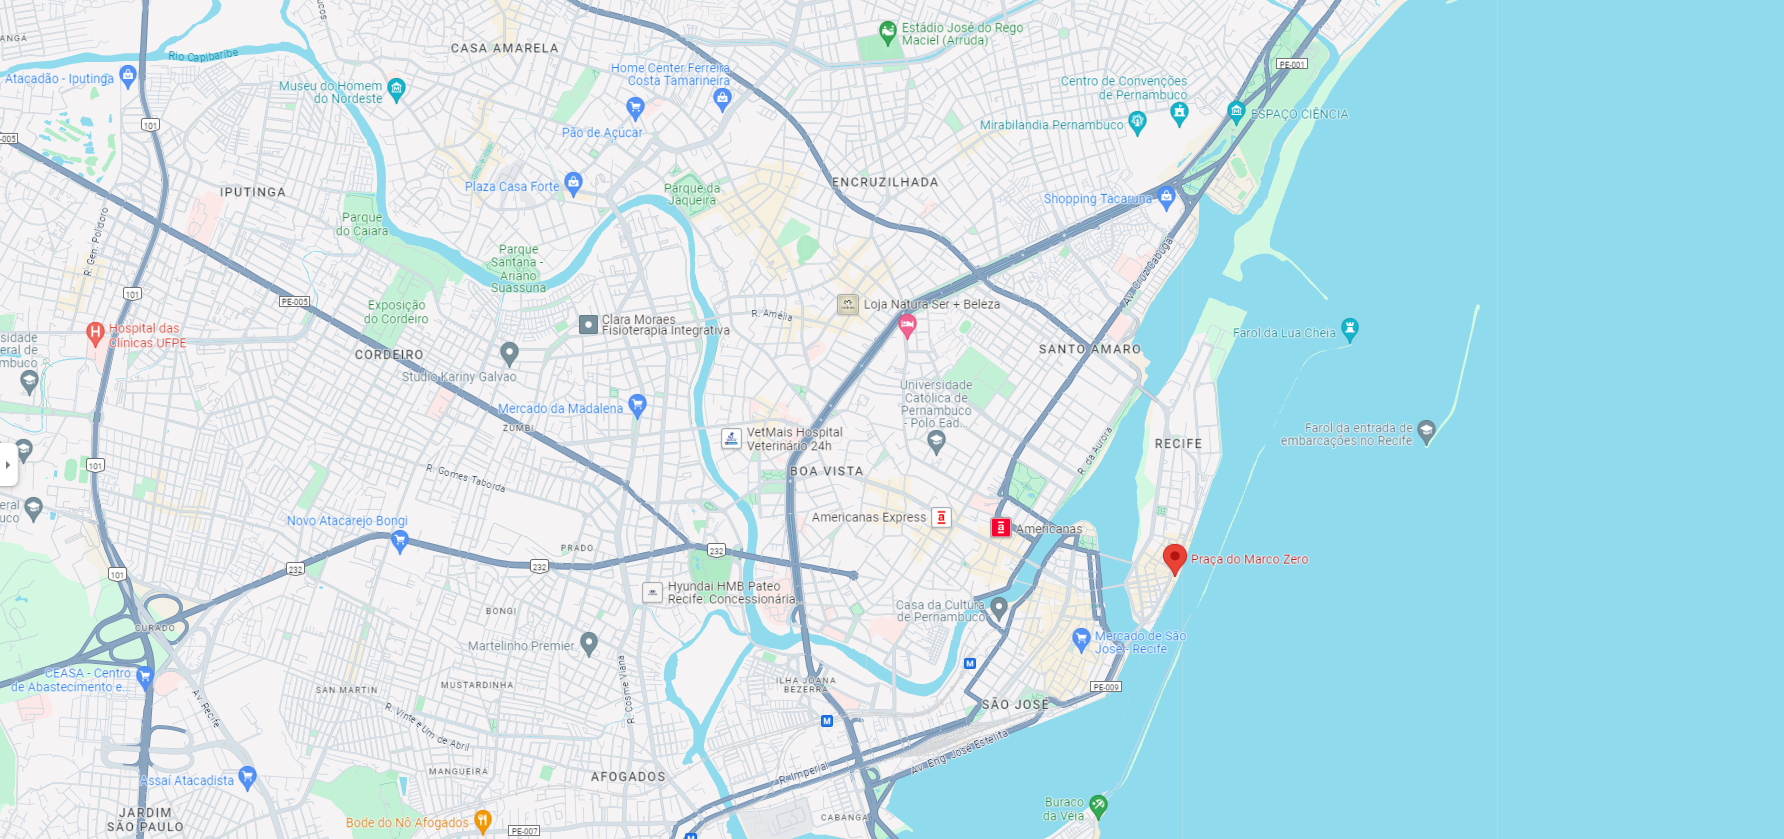 ANGÁ
CASA AMARELA
Rio Capibaribe
Estádio José do Rego
Maciel (Arruda)
PE-001
Atacadão - Iputinga
Home Center Ferreira
Costa Tamarineira
Museu do Homem
do Nordeste
Centro de Convenções
de Pernambuco
ESPAÇO CIÊNCIA
101
Pão de Açúcar
Mirabilandia Pernambuco
-005
IPUTINGA
Plaza Casa Forte
Parque da
Jaqueira
ENCRUZILHADA
Shopping Tacaruna
R. Gen. Polidoro
Parque
do Caiara
Parque
Santana -
Ariano
Suassuna
Av. Cruz Cabugá
101
PE-005
Exposição
do Cordeiro
R. Amélia
Loja Natura Ser + Beleza
Clara Moraes
Fisioterapia Integrativa
Hospital das
Clínicas UFPE
sidade
eral de
mbuco
CORDEIRO
Studio Kariny Galvao
SANTO AMARO
Farol da Lua Cheia
Universidade
Católica de
Pernambuco
- Polo Ead...
Mercado da Madalena
ZUMBI
VetMais Hospital
Veterinário 24h
R. da Aurora
RECIFE
Farol da entrada de
embarcações no Recife
101
R. Gomes Taborda
BOA VISTA
eral
uco
Novo Atacarejo Bongi
Americanas Express
Americanas
PRADO
232
232
232
101
Praça do Marco Zero
Hyundai HMB Pateo
Recife: Concessionária...
BONGI
Casa da Cultura
de Pernambuco
CURADO
Martelinho Premier
Mercado de São
José - Recife
M
CEASA - Centro
de Abastecimento e...
SAN MARTIN
MUSTARDINHA
ILHA JOANA
BEZERRA
PE-009
Av. Recife
R. Cosme Viana
SÃO JOSÉ
R. Vinte e Um de Abril
M
Av. Eng. José Estelita
MANGUEIRA
AFOGADOS
R. Imperial
Assaí Atacadista
Buraco
da Véia
JARDIM
SÃO PAULO
Bode do Nô Afogados
PE-007
CABANGA
M